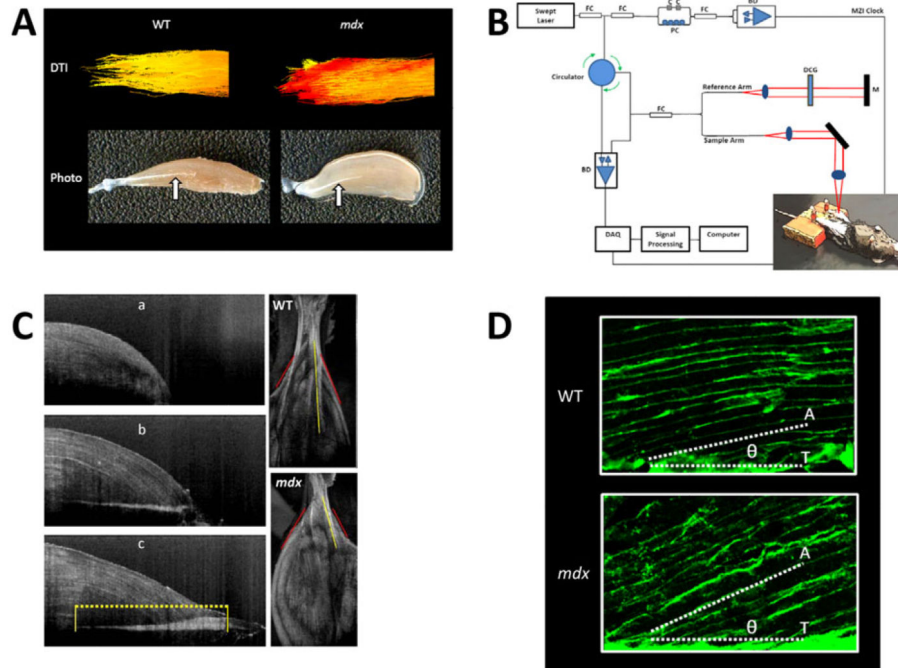 A
WT
mdx
DTI
Photo
B
Swept
Laser
FC
FC
C C
PC
FC
BD
MZI Clock
Circulator
FC
Reference Arm
DCG
M
Sample Arm
BD
DAQ
Signal
Processing
Computer
C
a
b
c
WT
mdx
D
WT
A
θ
T
mdx
A
θ
T